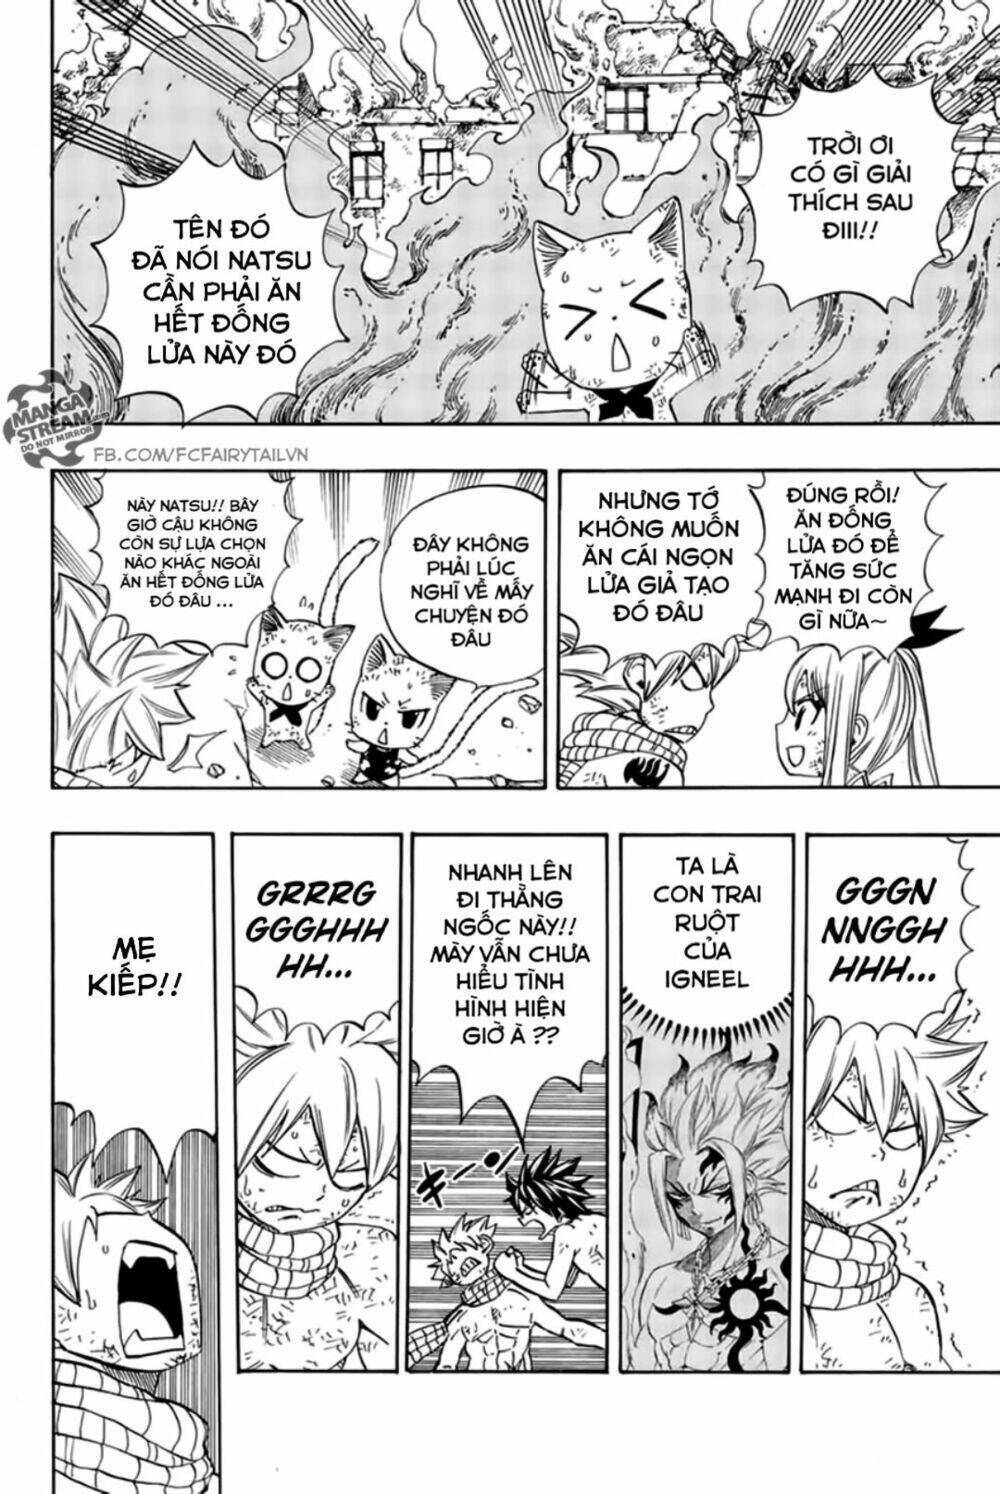 TRỜI ƠI
CÓ GÌ GIẢI
THÍCH SAU
ĐIII!!
TÊN ĐÓ
ĐÃ NÓI NATSU
CẦN PHẢI ĂN
HẾT ĐỐNG
LỬA NÀY ĐÓ
MANGA
STREAM
DO NOT MIRROR
FB.COM/FCFAIRYTAILVN
ĐÚNG RỒI!
ĂN ĐỐNG
LỬA ĐÓ ĐỂ
TĂNG SỨC
MẠNH ĐI CÒN
GÌ NỮA~
NHƯNG TỚ
KHÔNG MUỐN
ĂN CÁI NGỌN
LỬA GIẢ TẠO
ĐÓ ĐÂU
ĐÂY KHÔNG
PHẢI LÚC
NGHĨ VỀ MẤY
CHUYỆN ĐÓ
ĐÂU
NÀY NATSU!! BÂY
GIỜ CẬU KHÔNG
CÒN SỰ LỰA CHỌN
NÀO KHÁC NGOÀI
ĂN HẾT ĐỐNG LỬA
ĐÓ ĐÂU ...
GGGN
NNGGH
HHH...
TA LÀ
CON TRAI
RUỘT
CỦA
IGNEEL
NHANH LÊN
ĐI THẰNG
NGỐC NÀY!!
MÀY VẪN CHƯA
HIỂU TÌNH
HÌNH HIỆN
GIỜ À ??
GRRRG
GGGHHH
HH...
MẸ
KIẾP!!